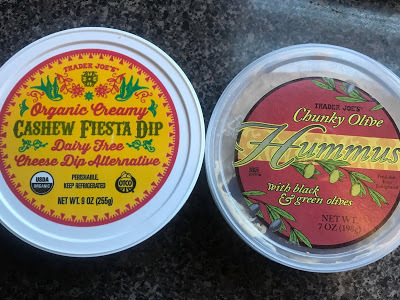 TRADER JOE'S
Organic Creamy
CASHEW FIESTA DIP
Dairy Free
Cheese Dip Alternative
USDA
ORGANIC
PERISHABLE,
KEEP REFRIGERATED
NET WT. 9 OZ (255g)
TRADER JOE'S
Chunky Olive
Hummus
with black
& green olives
NET WT
7 OZ (198g)